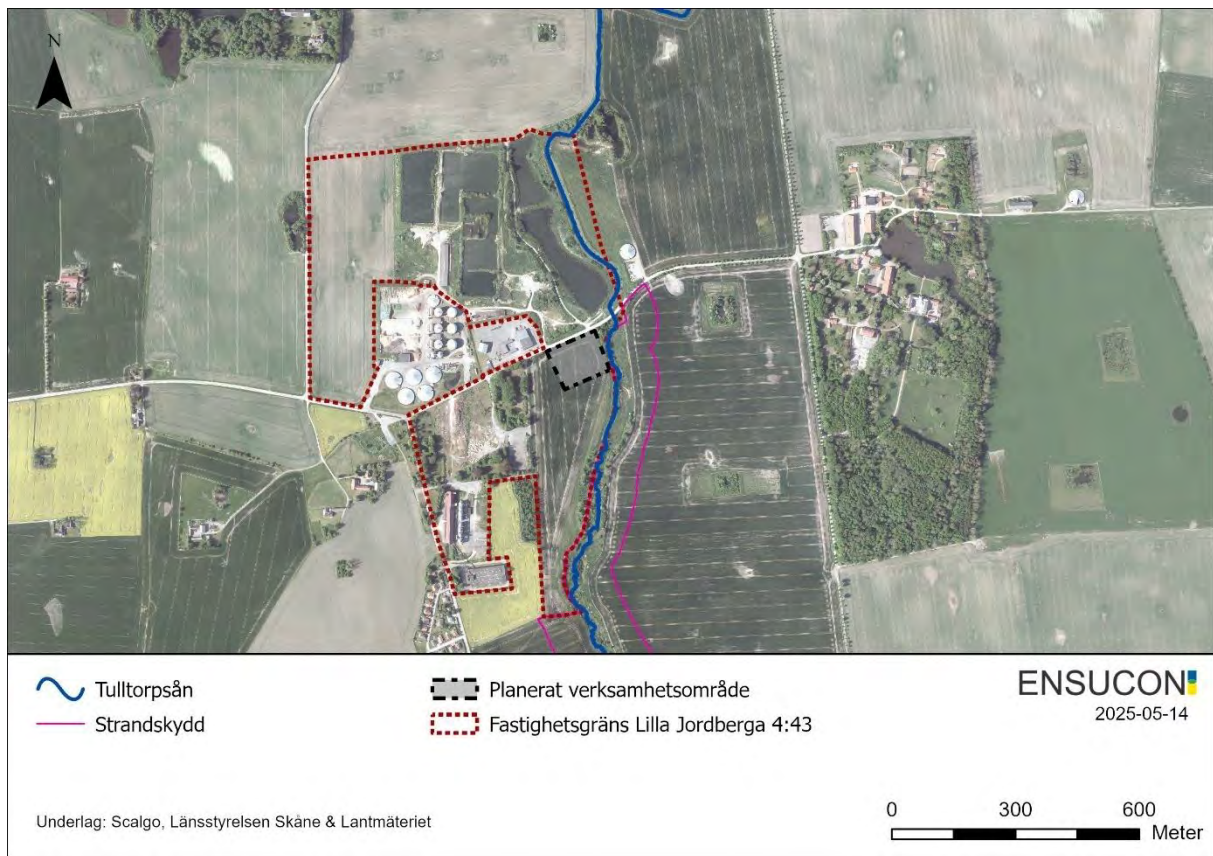 N
Tulltorpsån
Strandskydd
Planerat verksamhetsområde
Fastighetsgräns Lilla Jordberga 4:43
ENSUCON
2025-05-14
Underlag: Scalgo, Länsstyrelsen Skåne & Lantmäteriet
0 300 600
Meter